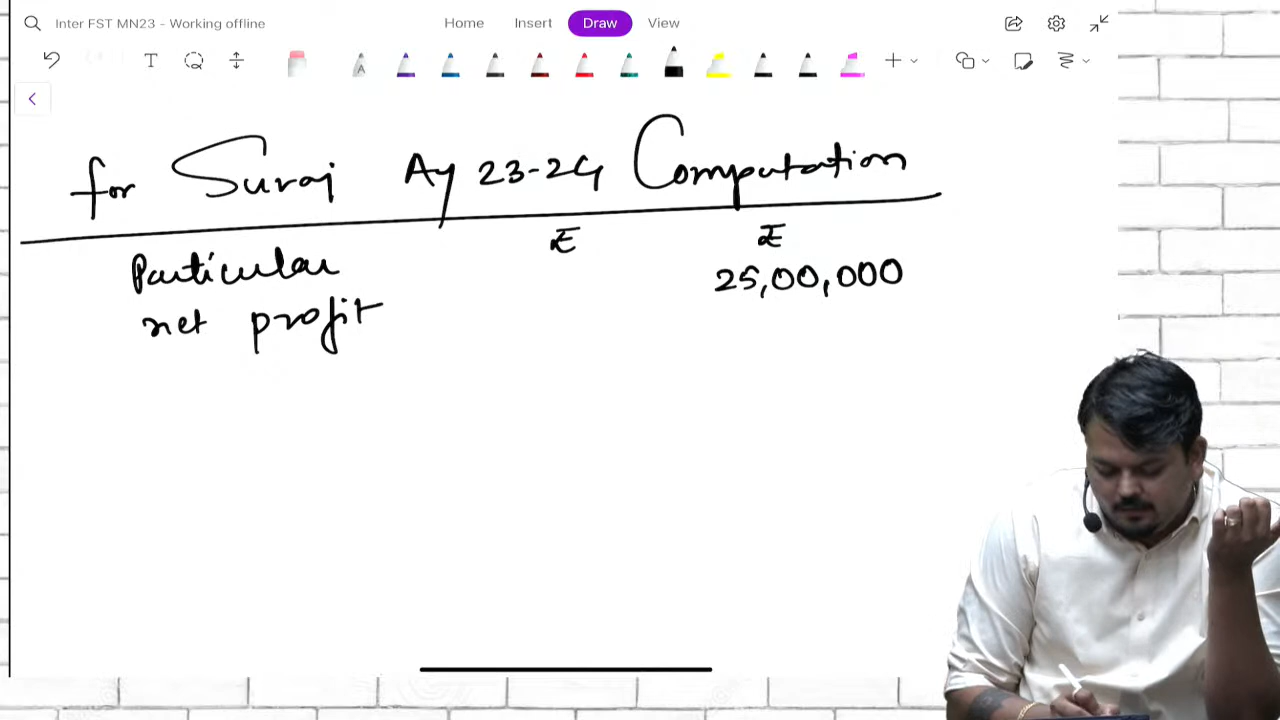 Inter FST MN23 - Working offline
Home Insert Draw View
for Suraj Ay 23-24 Computation
₹ ₹
Particular
25,00,000
net profit